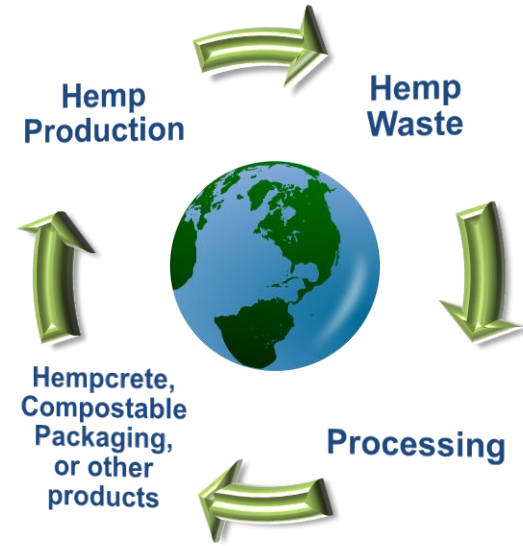 Hemp
Production
Hemp
Waste
Processing
Hempcrete,
Compostable
Packaging,
or other
products